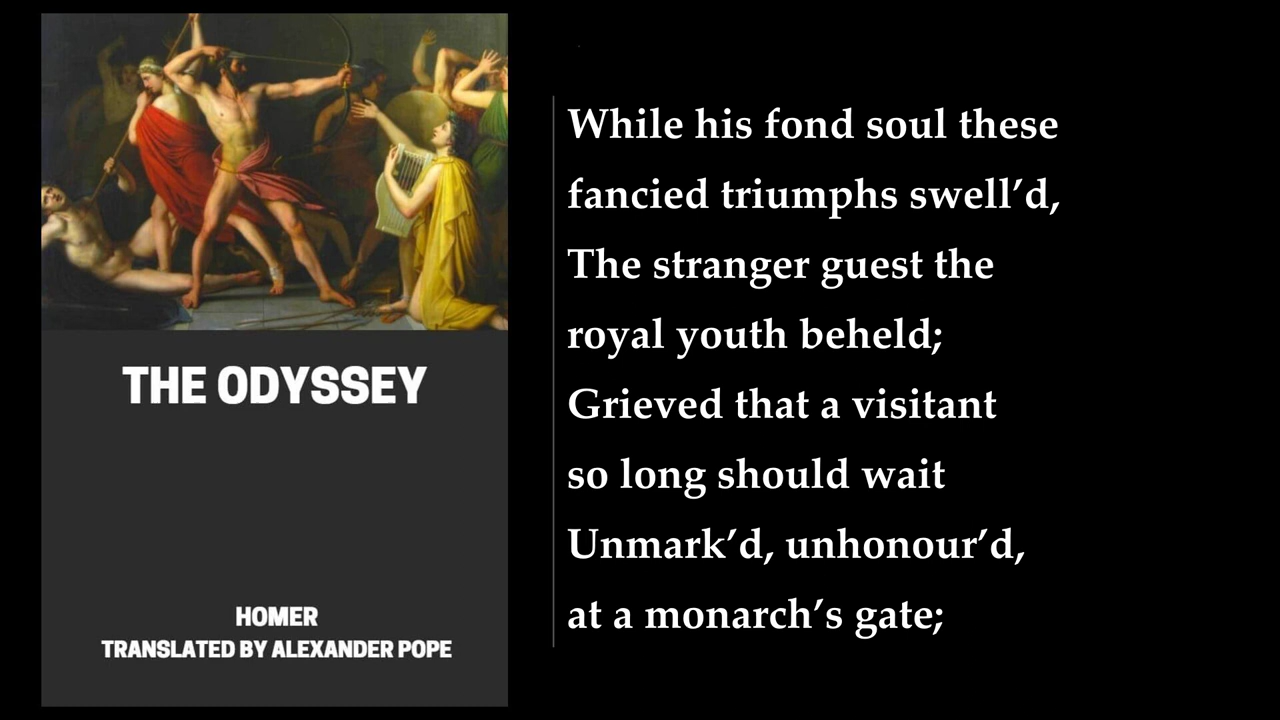 THE ODYSSEY
HOMER
TRANSLATED BY ALEXANDER POPE
While his fond soul these
fancied triumphs swell’d,
The stranger guest the
royal youth beheld;
Grieved that a visitant
so long should wait
Unmark’d, unhonour’d,
at a monarch’s gate;